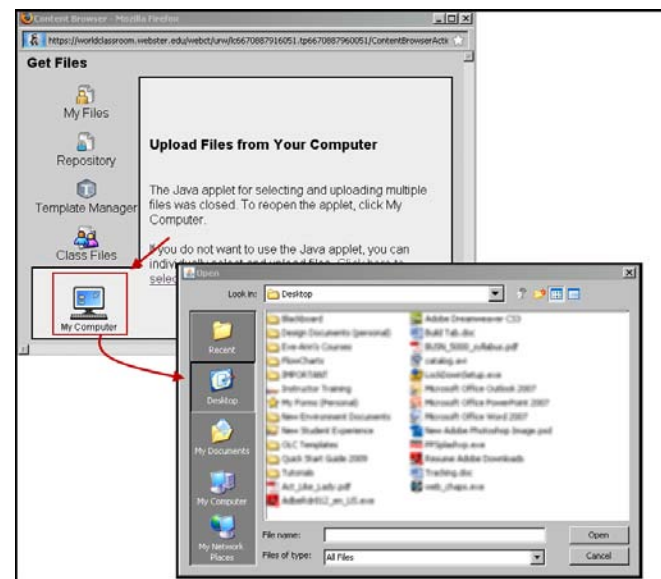 Content Browser - Mozilla Firefox
https://worldclassroom.webster.edu/webct/urw/lc6670887916051.tp6670887960051/ContentBrowserActi
Get Files
My Files
Repository
Template Manager
Class Files
My Computer
Upload Files from Your Computer
The Java applet for selecting and uploading multiple
files was closed. To reopen the applet, click My
Computer.
If you do not want to use the Java applet, you can
Open
Look in:
Desktop
Recent
Desktop
My Documents
My Computer
My Network
Places
Blackboard
Design Documents (personal)
Eve-Ann's Courses
FlowCharts
IMPORTANT
Instructor Training
My Forms (Personal)
New Environment Documents
New Student Experience
OLC Templates
Quick Start Guide 2009
Tutorials
Act_Like_Lady.pdf
Adobe Dreamweaver CS3
Build Tab.doc
BUSN_5000_syllabus.pdf
catalog.avi
LockDownSetup.exe
Microsoft Office Outlook 2007
Microsoft Office PowerPoint 2007
Microsoft Office Word 2007
New Adobe Photoshop Image.psd
Resume Adobe Downloads
web_chaps.exe
File name:
Open
Files of type:
All Files
Cancel